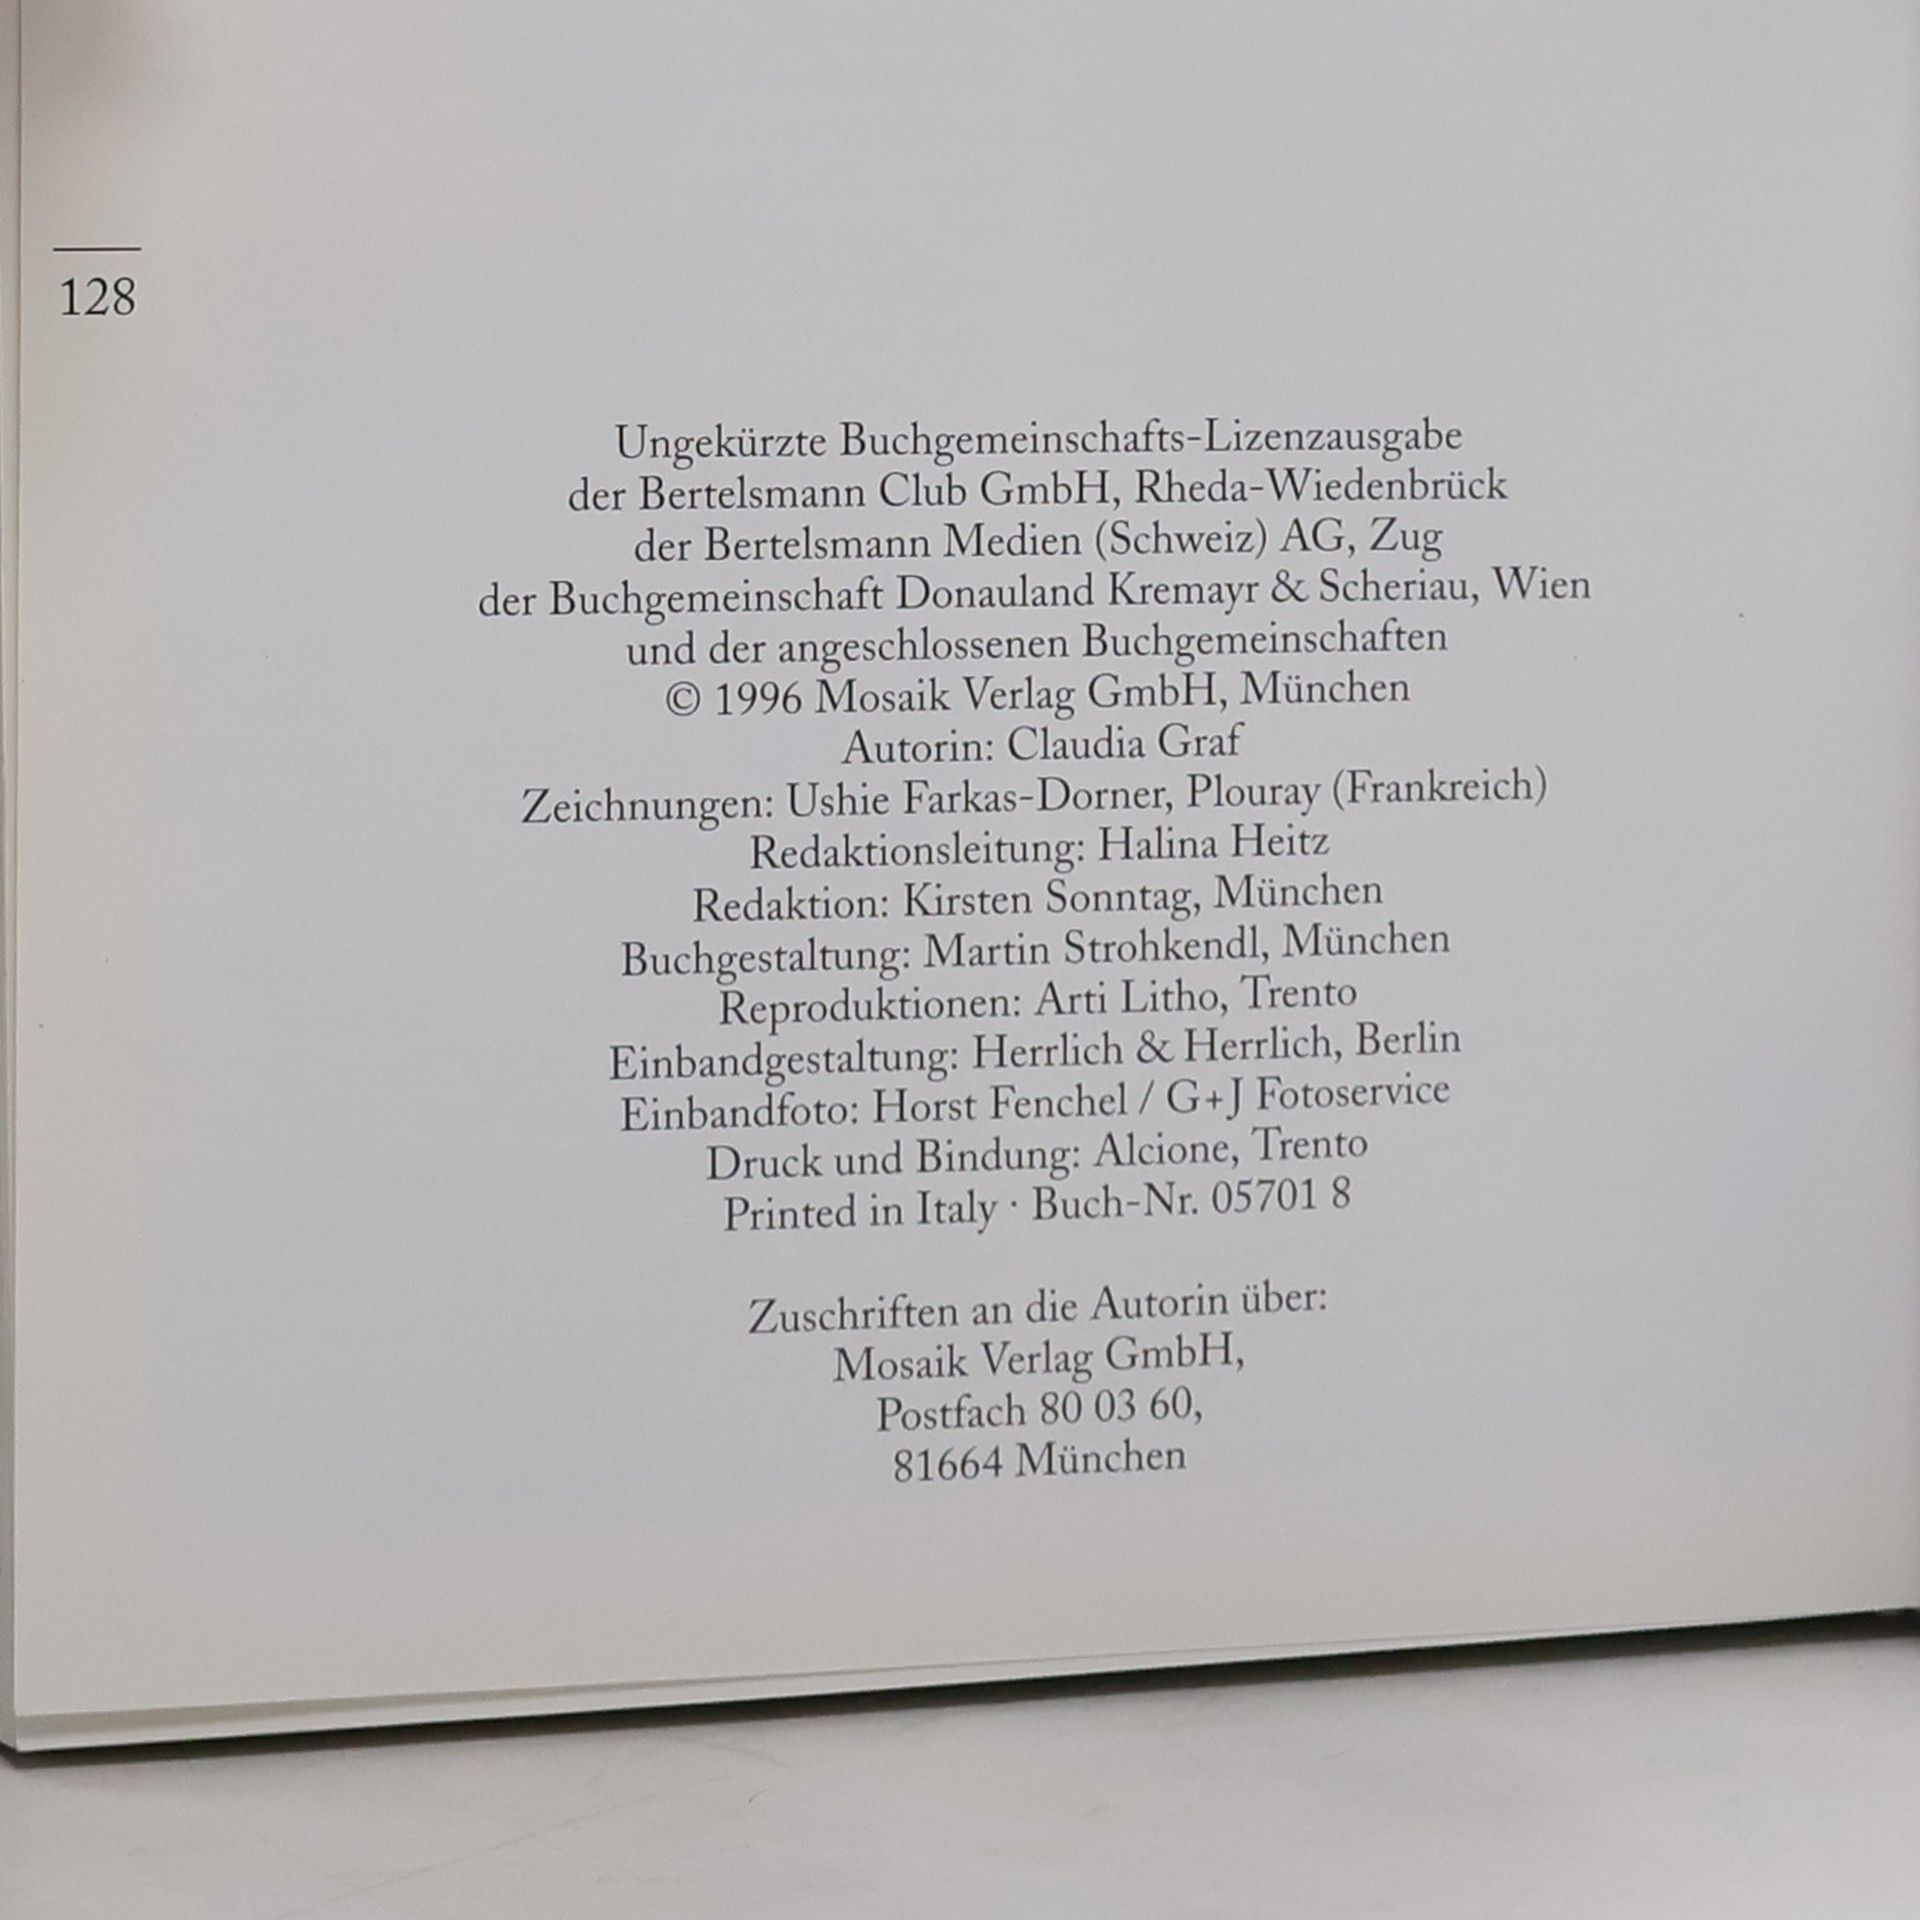 128
Ungekürzte Buchgemeinschafts-Lizenzausgabe
der Bertelsmann Club GmbH, Rheda-Wiedenbrück
der Bertelsmann Medien (Schweiz) AG, Zug
der Buchgemeinschaft Donauland Kremayr & Scheriau, Wien
und der angeschlossenen Buchgemeinschaften
© 1996 Mosaik Verlag GmbH, München
Autorin: Claudia Graf
Zeichnungen: Ushie Farkas-Dorner, Plouray (Frankreich)
Redaktionsleitung: Halina Heitz
Redaktion: Kirsten Sonntag, München
Buchgestaltung: Martin Strohkendl, München
Reproduktionen: Arti Litho, Trento
Einbandgestaltung: Herrlich & Herrlich, Berlin
Einbandfoto: Horst Fenchel / G+J Fotoservice
Druck und Bindung: Alcione, Trento
Printed in Italy · Buch-Nr. 05701 8
Zuschriften an die Autorin über:
Mosaik Verlag GmbH,
Postfach 80 03 60,
81664 München